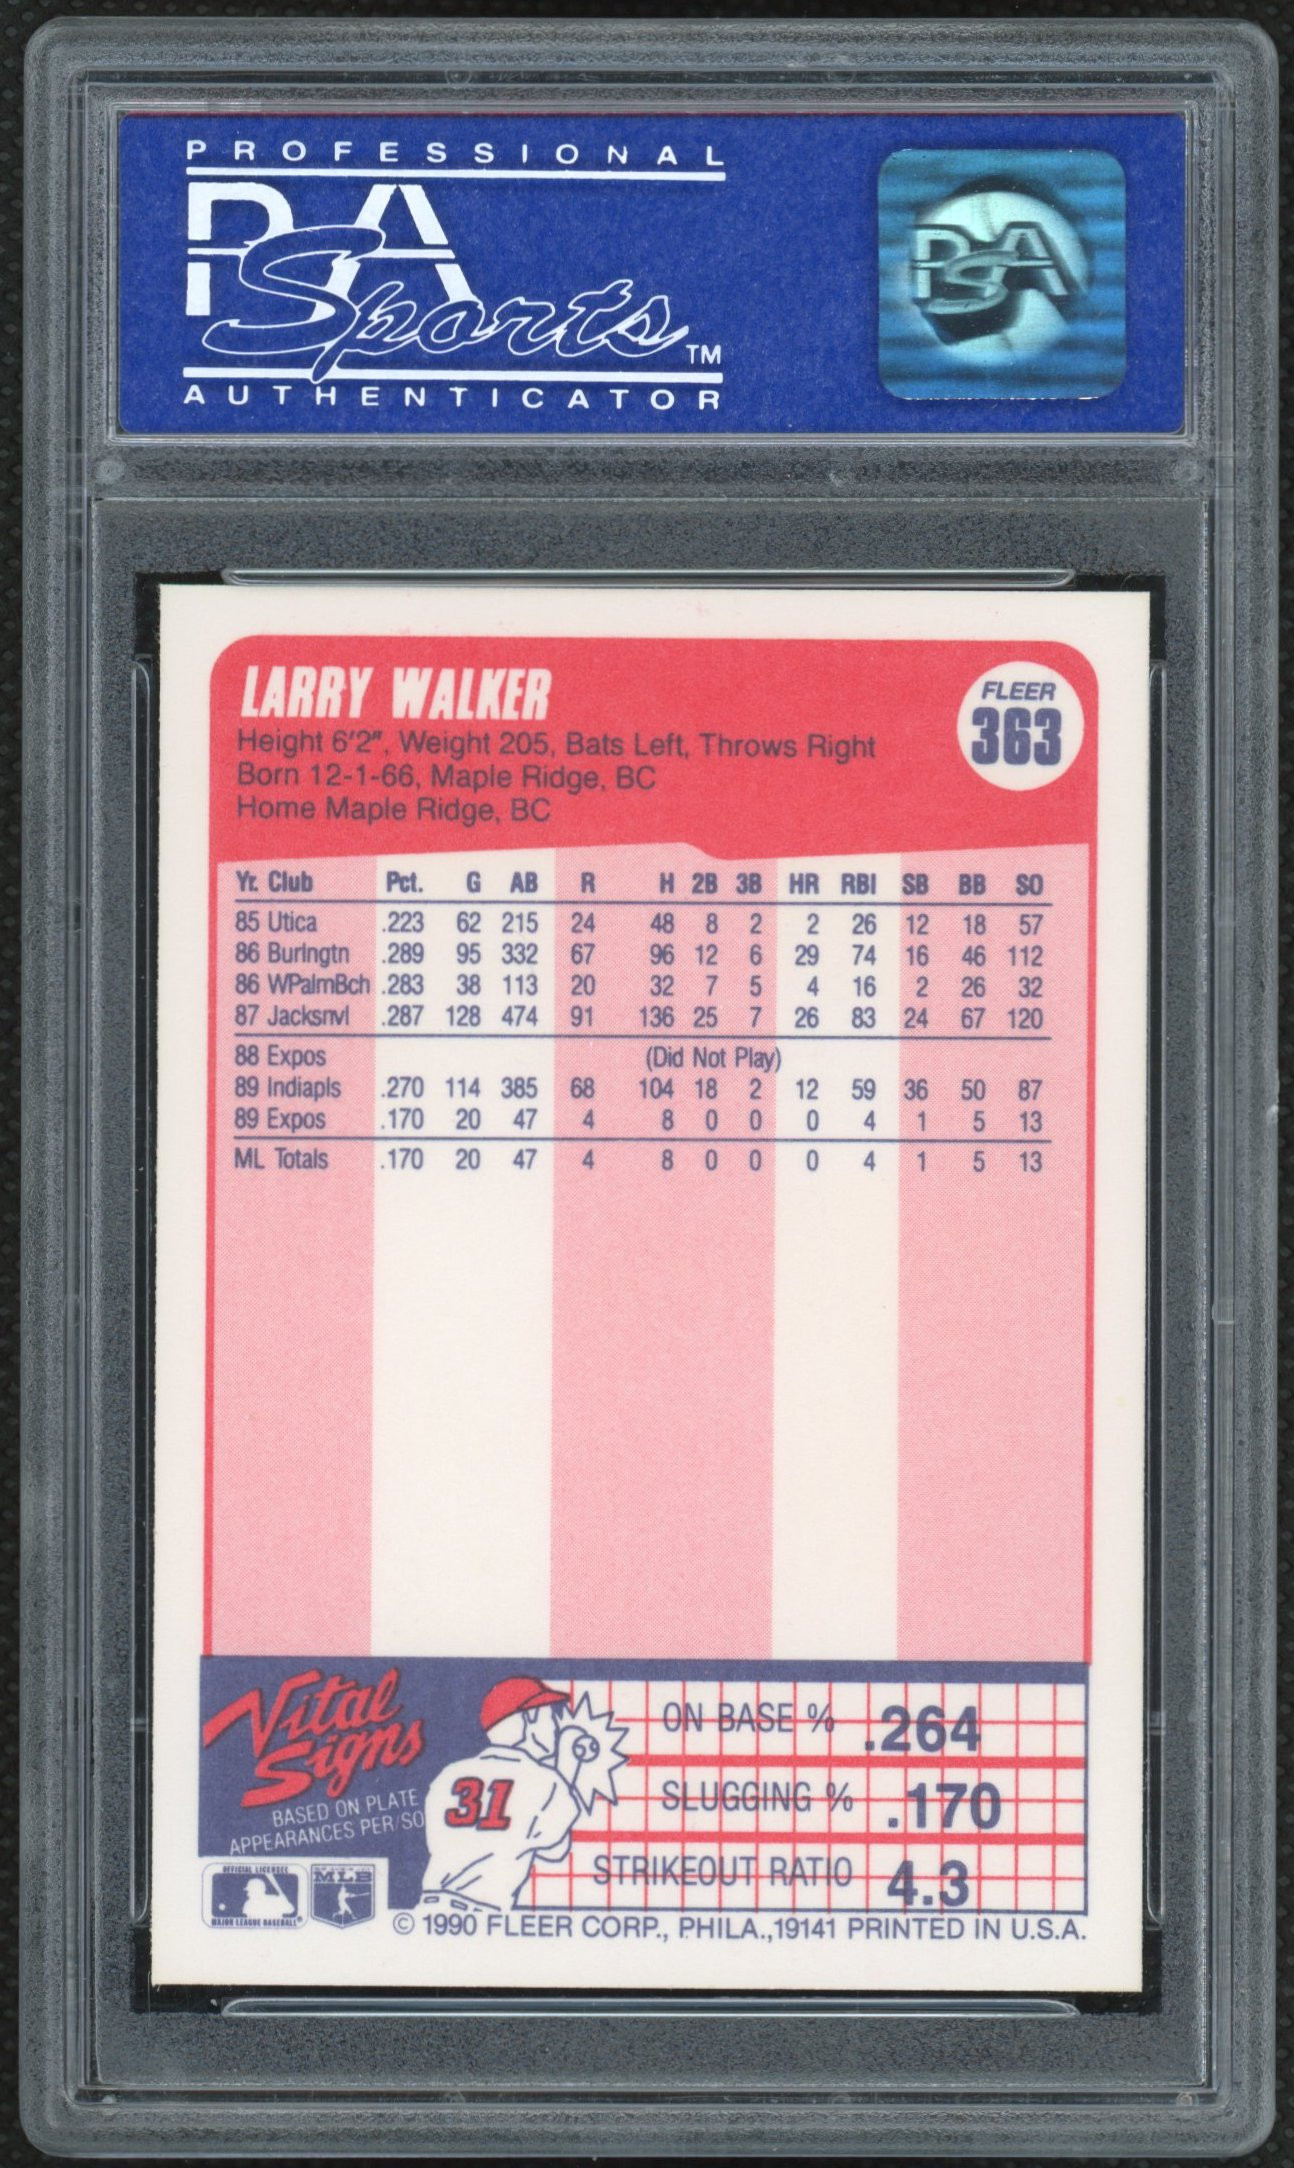 PROFESSIONAL
PSA
Sports™
AUTHENTICATOR
PSA
LARRY WALKER
FLEER
363
Height 6'2", Weight 205, Bats Left, Throws Right
Born 12-1-66, Maple Ridge, BC
Home Maple Ridge, BC
Yr. Club Pct. G AB R H 2B 3B HR RBI SB BB SO
85 Utica .223 62 215 24 48 8 2 2 26 12 18 57
86 Burlngtn .289 95 332 67 96 12 6 29 74 16 46 112
86 WPalmBch .283 38 113 20 32 7 5 4 16 2 26 32
87 Jacksnvl .287 128 474 91 136 25 7 26 83 24 67 120
88 Expos (Did Not Play)
89 Indiapls .270 114 385 68 104 18 2 12 59 36 50 87
89 Expos .170 20 47 4 8 0 0 0 4 1 5 13
ML Totals .170 20 47 4 8 0 0 0 4 1 5 13
Vital
Signs
BASED ON PLATE
APPEARANCES PER/SO
31
ON BASE % .264
SLUGGING % .170
STRIKEOUT RATIO 4.3
OFFICIAL LICENSEE
MAJOR LEAGUE BASEBALL
MLB
© 1990 FLEER CORP., PHILA., 19141 PRINTED IN U.S.A.